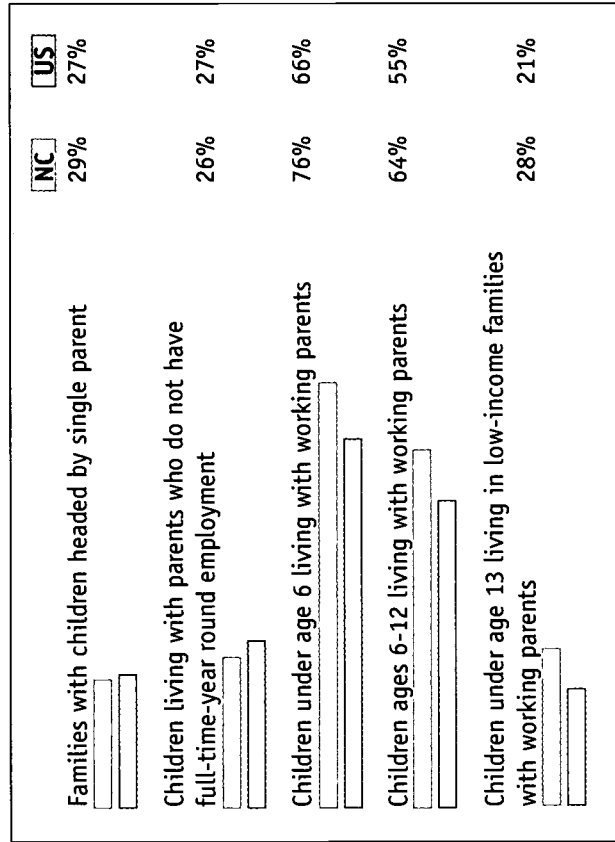 NC US
Families with children headed by single parent 29% 27%
Children living with parents who do not have
full-time-year round employment 26% 27%
Children under age 6 living with working parents 76% 66%
Children ages 6-12 living with working parents 64% 55%
Children under age 13 living in low-income families
with working parents 28% 21%